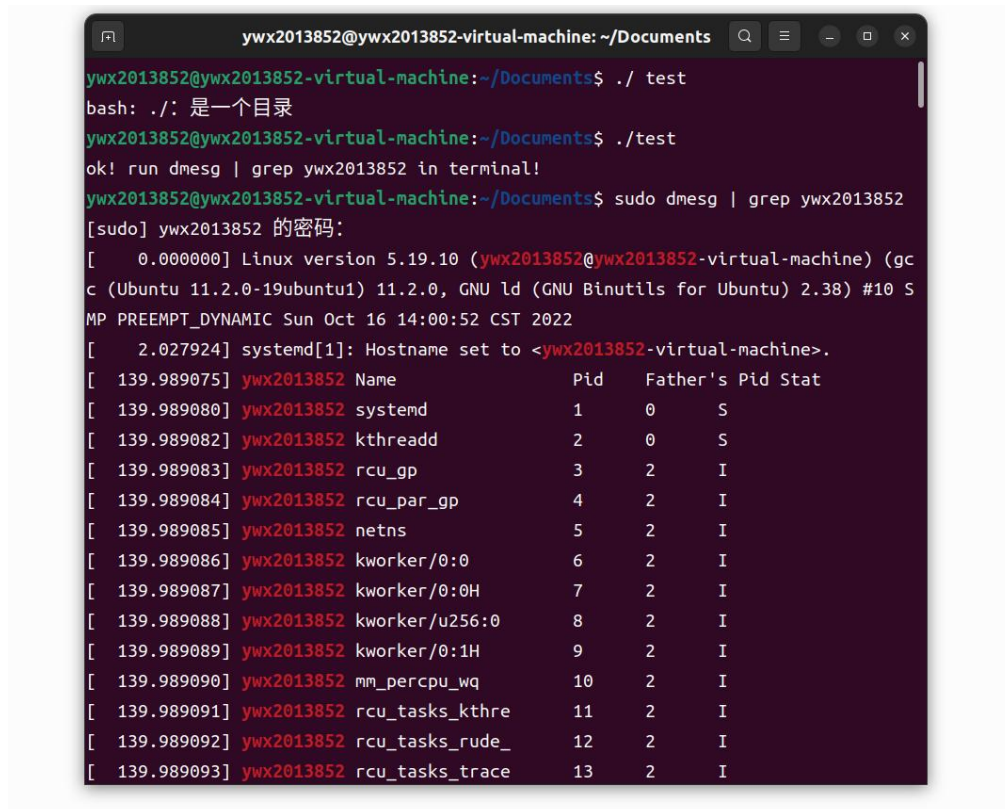 ywx2013852@ywx2013852-virtual-machine: ~/Documents
ywx2013852@ywx2013852-virtual-machine:~/Documents$ ./ test
bash: ./: 是一个目录
ywx2013852@ywx2013852-virtual-machine:~/Documents$ ./test
ok! run dmesg | grep ywx2013852 in terminal!
ywx2013852@ywx2013852-virtual-machine:~/Documents$ sudo dmesg | grep ywx2013852
[sudo] ywx2013852 的密码：
[    0.000000] Linux version 5.19.10 (ywx2013852@ywx2013852-virtual-machine) (gc
c (Ubuntu 11.2.0-19ubuntu1) 11.2.0, GNU ld (GNU Binutils for Ubuntu) 2.38) #10 S
MP PREEMPT_DYNAMIC Sun Oct 16 14:00:52 CST 2022
[    2.027924] systemd[1]: Hostname set to <ywx2013852-virtual-machine>.
[  139.989075] ywx2013852 Name                 Pid    Father's Pid Stat
[  139.989080] ywx2013852 systemd              1      0      S
[  139.989082] ywx2013852 kthreadd             2      0      S
[  139.989083] ywx2013852 rcu_gp               3      2      I
[  139.989084] ywx2013852 rcu_par_gp           4      2      I
[  139.989085] ywx2013852 netns                5      2      I
[  139.989086] ywx2013852 kworker/0:0          6      2      I
[  139.989087] ywx2013852 kworker/0:0H         7      2      I
[  139.989088] ywx2013852 kworker/u256:0       8      2      I
[  139.989089] ywx2013852 kworker/0:1H         9      2      I
[  139.989090] ywx2013852 mm_percpu_wq         10     2      I
[  139.989091] ywx2013852 rcu_tasks_kthre      11     2      I
[  139.989092] ywx2013852 rcu_tasks_rude_      12     2      I
[  139.989093] ywx2013852 rcu_tasks_trace      13     2      I